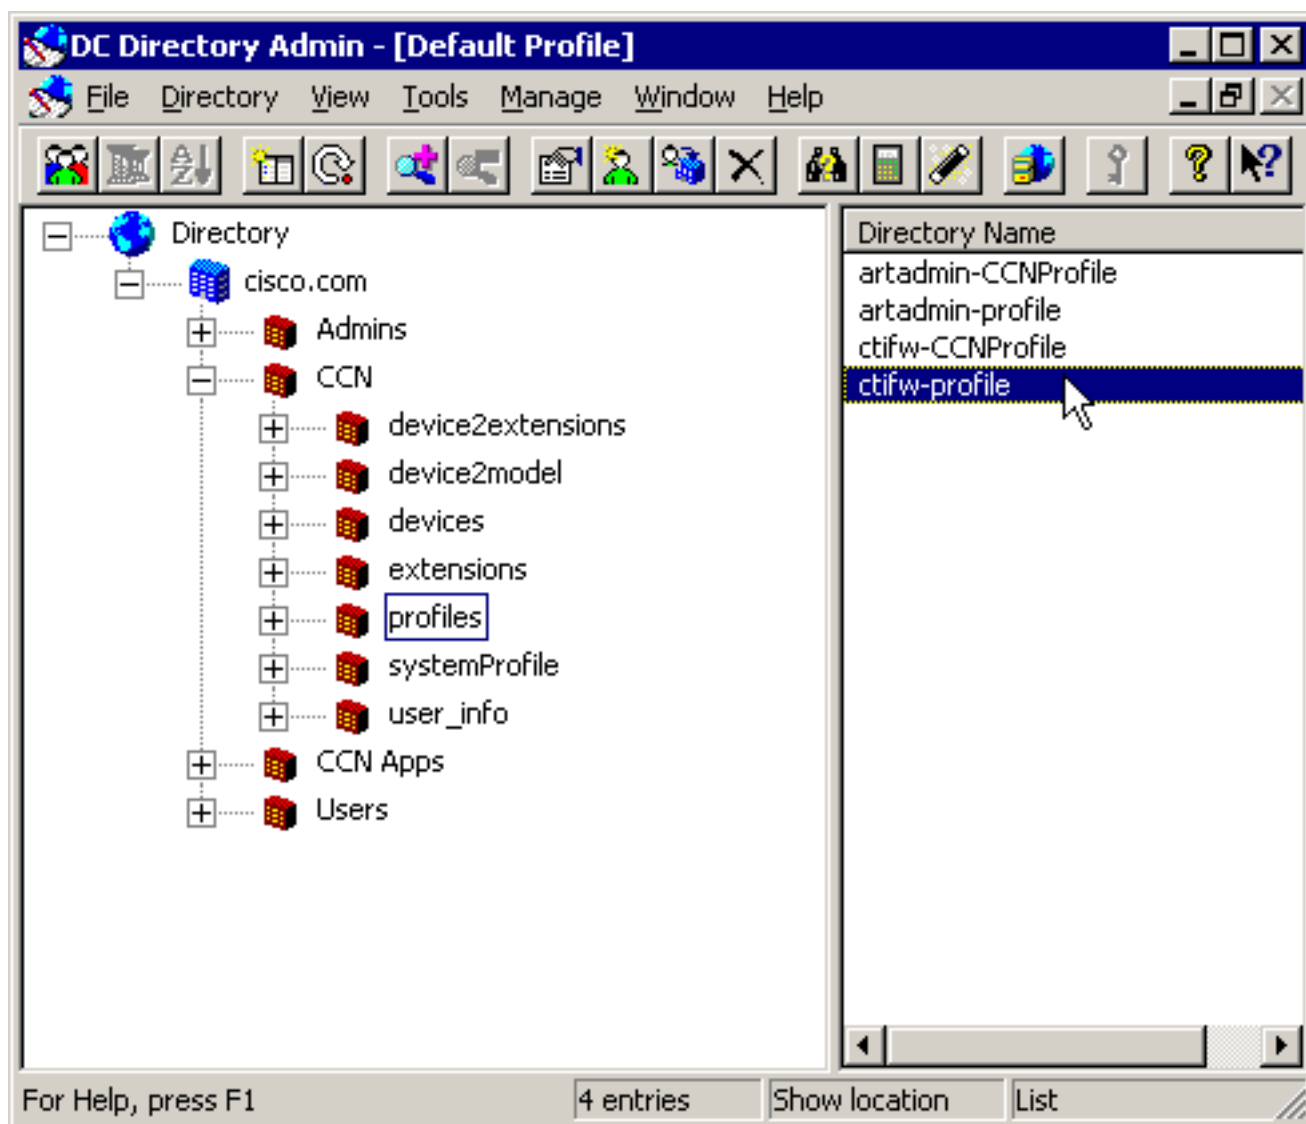 DC Directory Admin - [Default Profile]
File Directory View Tools Manage Window Help
Directory
cisco.com
Admins
CCN
device2extensions
device2model
devices
extensions
profiles
systemProfile
user_info
CCN Apps
Users
Directory Name
artadmin-CCNProfile
artadmin-profile
ctifw-CCNProfile
ctifw-profile
For Help, press F1 4 entries Show location List